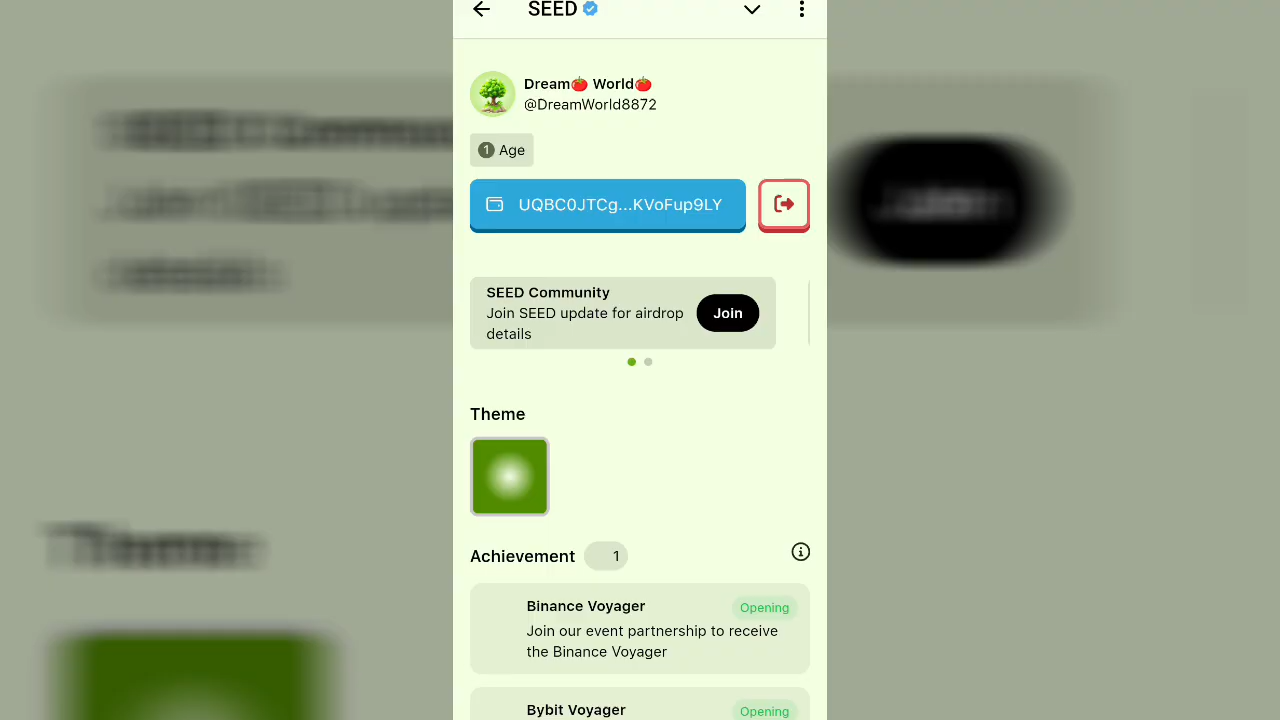 SEED
Dream🍅 World🍅
@DreamWorld8872
1 Age
UQBC0JTCg...KVoFup9LY
SEED Community
Join SEED update for airdrop
details
Join
Theme
Achievement 1
Binance Voyager
Opening
Join our event partnership to receive
the Binance Voyager
Bybit Voyager
Opening